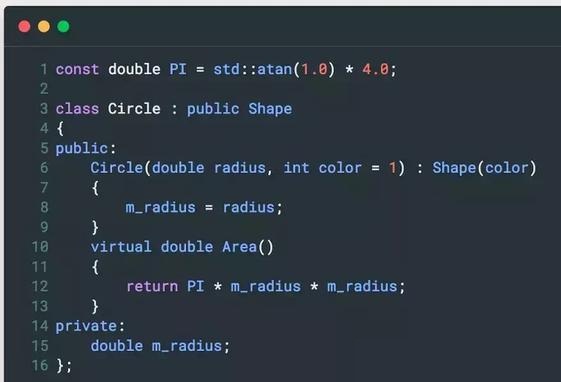 1 const double PI = std::atan(1.0) * 4.0;
2
3 class Circle : public Shape
4 {
5 public:
6     Circle(double radius, int color = 1) : Shape(color)
7     {
8         m_radius = radius;
9     }
10     virtual double Area()
11     {
12         return PI * m_radius * m_radius;
13     }
14 private:
15     double m_radius;
16 };